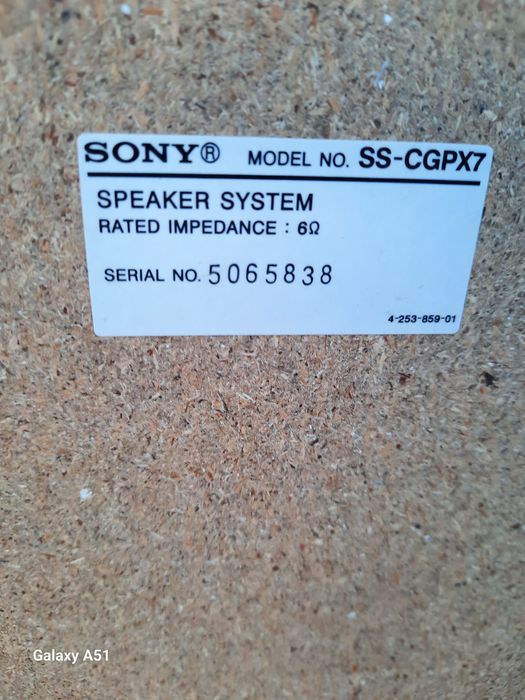 SONY® MODEL NO. SS-CGPX7
SPEAKER SYSTEM
RATED IMPEDANCE : 6Ω
SERIAL NO. 5065838
4-253-859-01
Galaxy A51